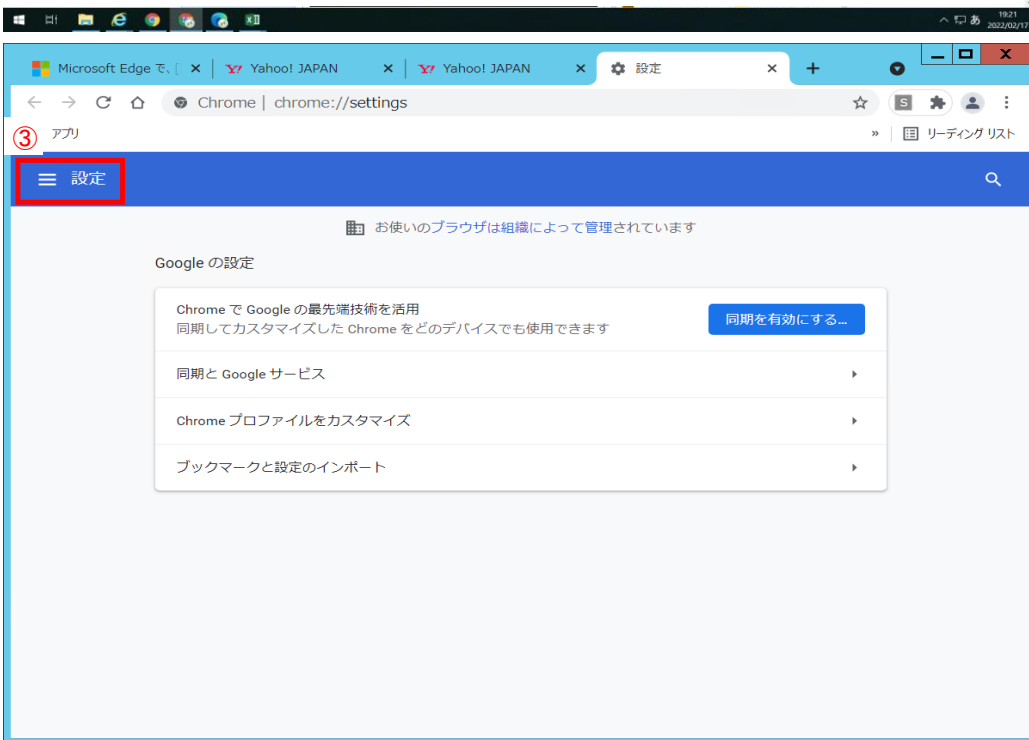 19:21
あ
2022/02/17
Microsoft Edge で、[
Yahoo! JAPAN
Yahoo! JAPAN
設定
Chrome | chrome://settings
S
③
アプリ
» リーディング リスト
設定
お使いのブラウザは組織によって管理されています
Google の設定
Chrome で Google の最先端技術を活用
同期してカスタマイズした Chrome をどのデバイスでも使用できます
同期を有効にする...
同期と Google サービス
Chrome プロファイルをカスタマイズ
ブックマークと設定のインポート